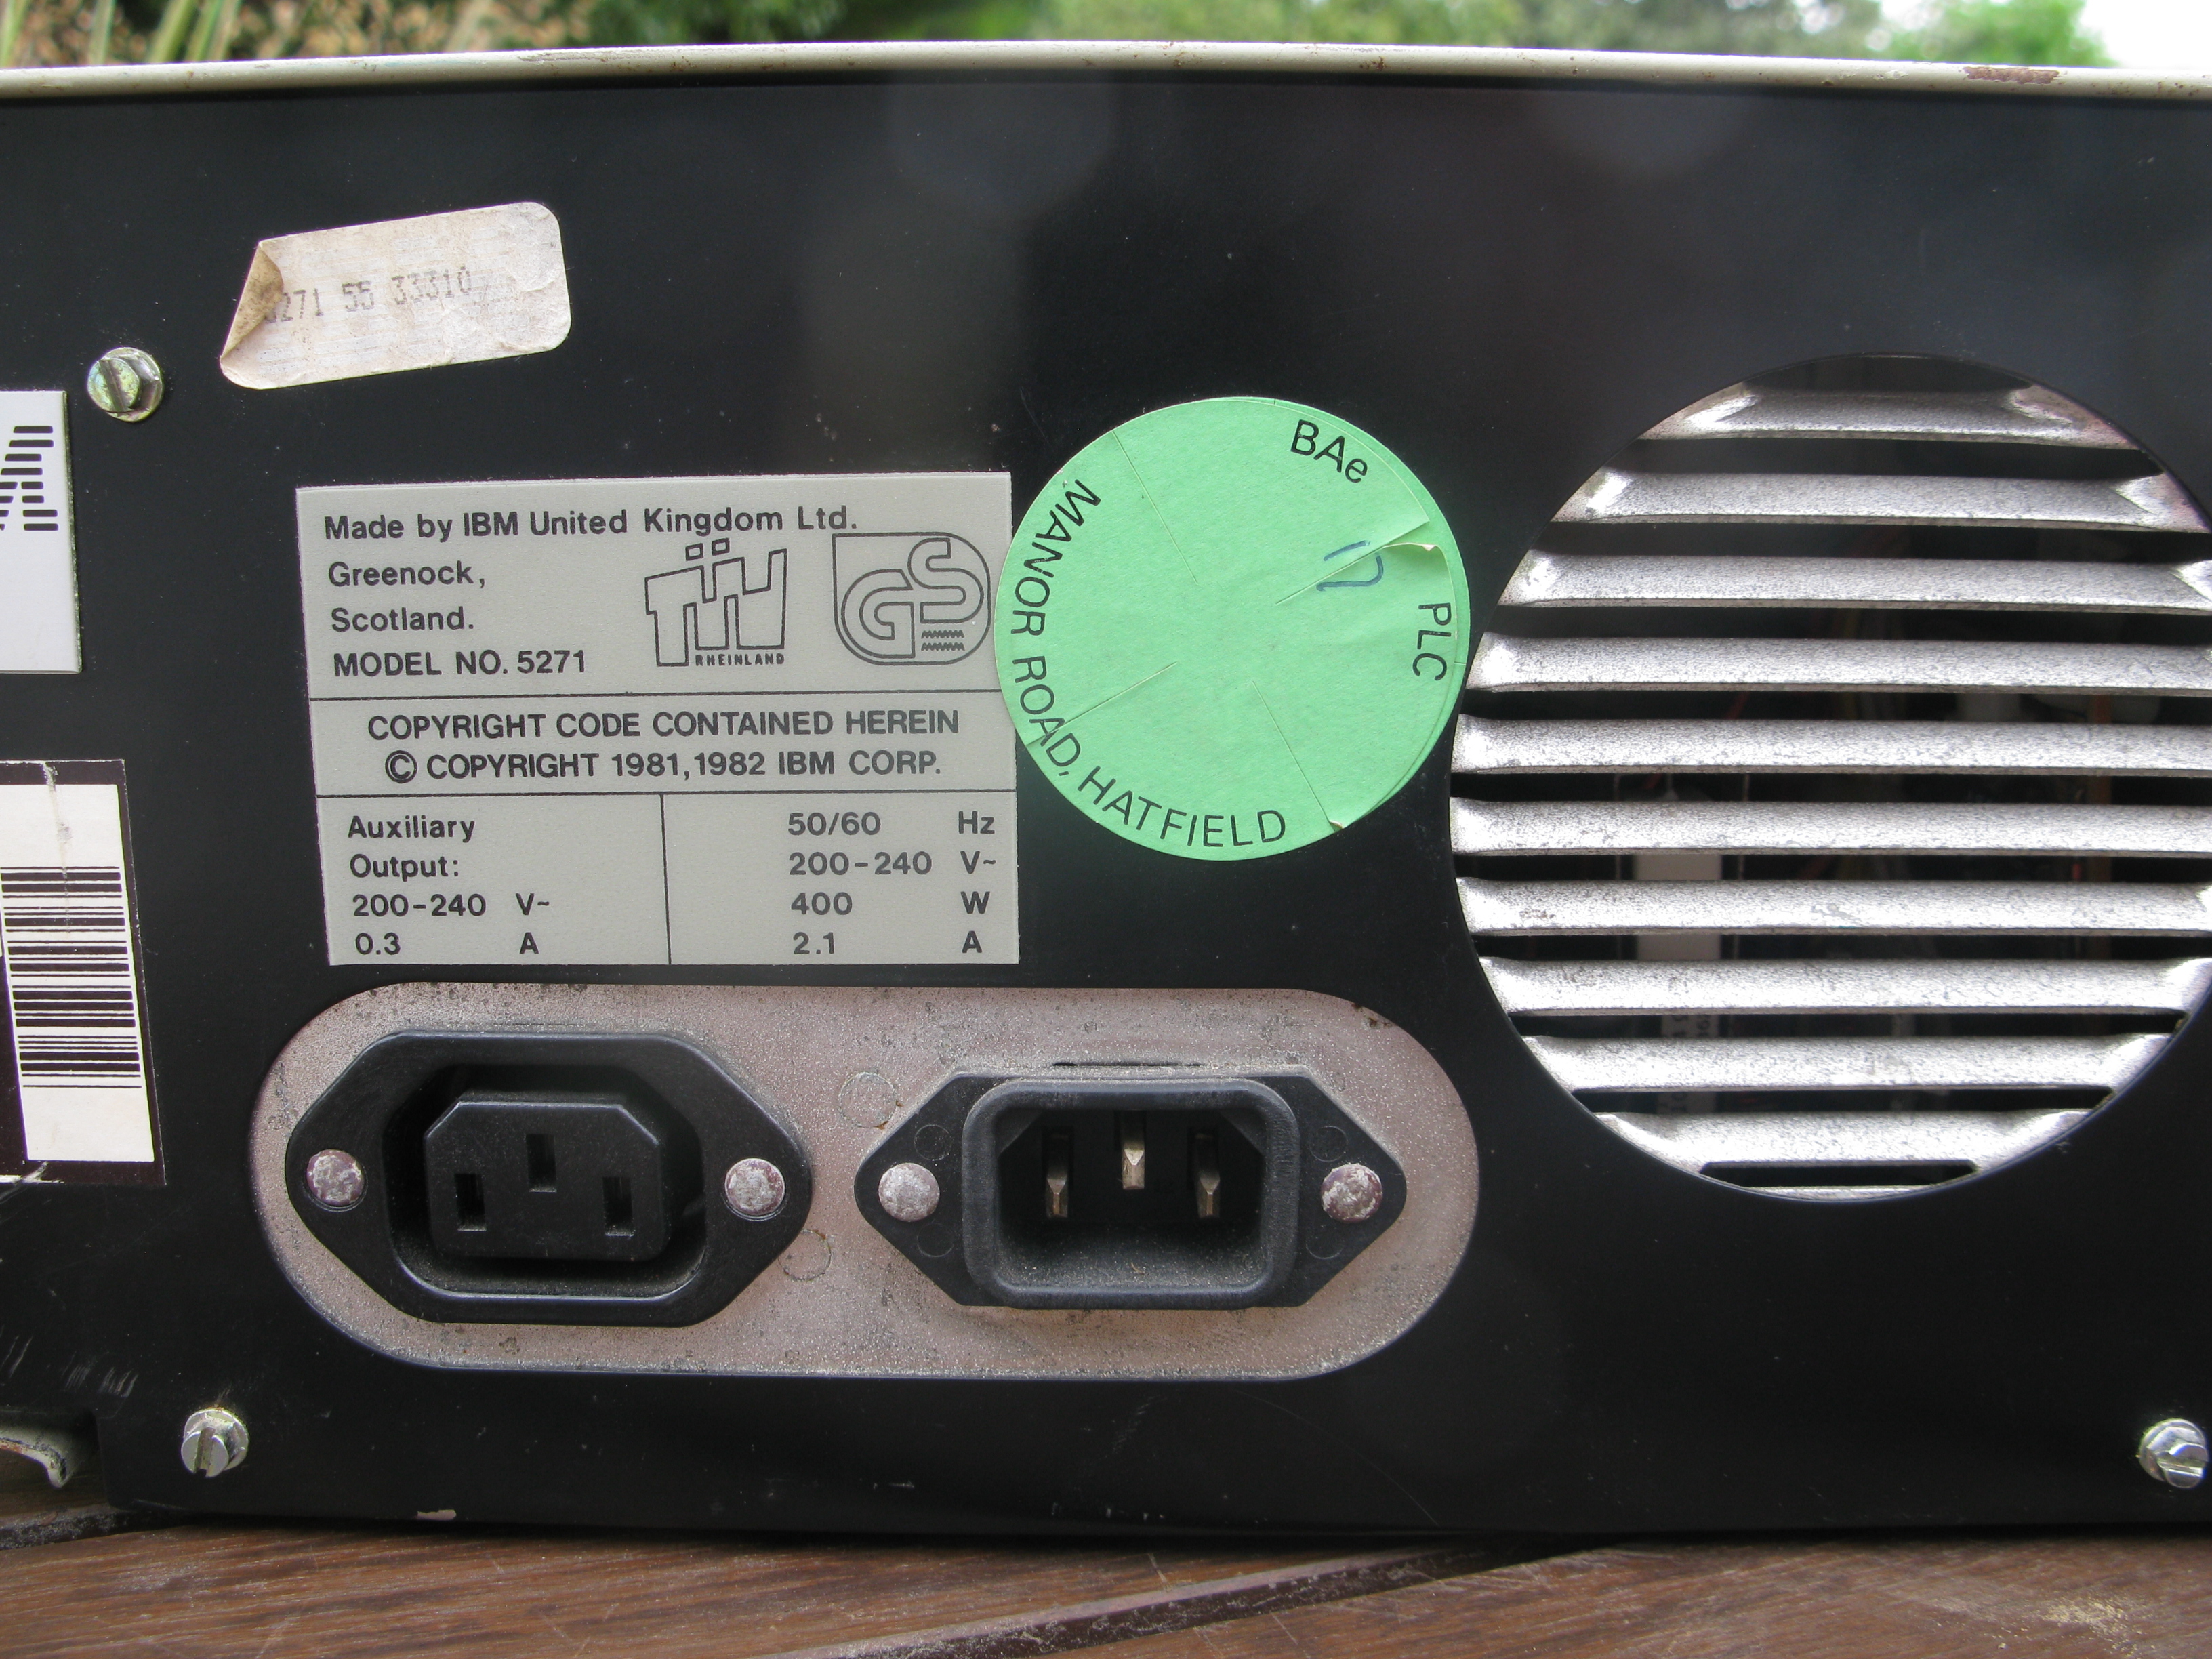 271 55 33310
M
Made by IBM United Kingdom Ltd.
Greenock,
Scotland.
MODEL NO. 5271
TÜV
RHEINLAND
GS
COPYRIGHT CODE CONTAINED HEREIN
© COPYRIGHT 1981, 1982 IBM CORP.
Auxiliary
Output:
200-240 V~
0.3 A
50/60 Hz
200-240 V~
400 W
2.1 A
BAe PLC
MANOR ROAD, HATFIELD